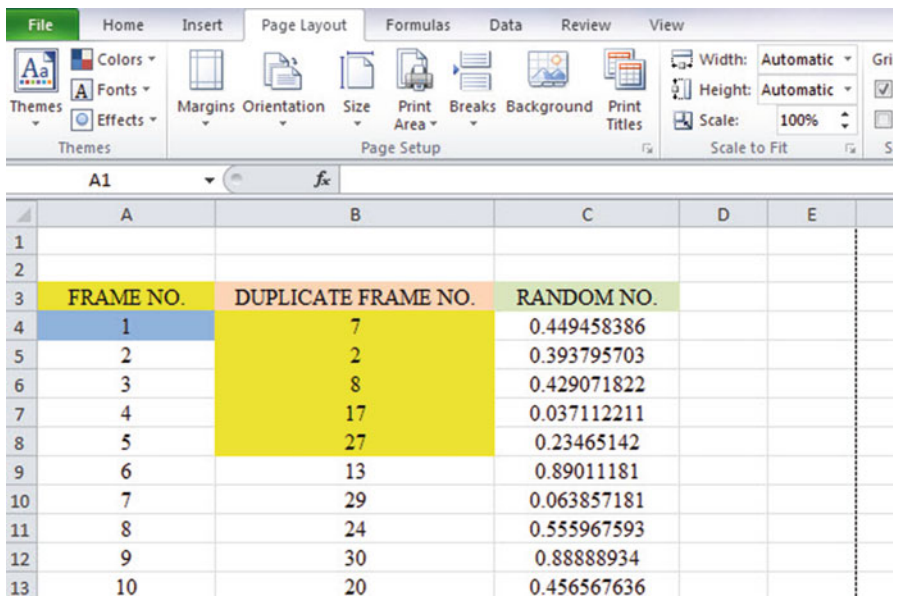 File Home Insert Page Layout Formulas Data Review View
Colors Width: Automatic Gri
Aa A Fonts Height: Automatic
Themes Effects Margins Orientation Size Print Area Breaks Background Print Titles Scale: 100%
Themes Page Setup Scale to Fit S
A1 fx
A B C D E
1
2
3 FRAME NO. DUPLICATE FRAME NO. RANDOM NO.
4 1 7 0.449458386
5 2 2 0.393795703
6 3 8 0.429071822
7 4 17 0.037112211
8 5 27 0.23465142
9 6 13 0.89011181
10 7 29 0.063857181
11 8 24 0.555967593
12 9 30 0.88888934
13 10 20 0.456567636